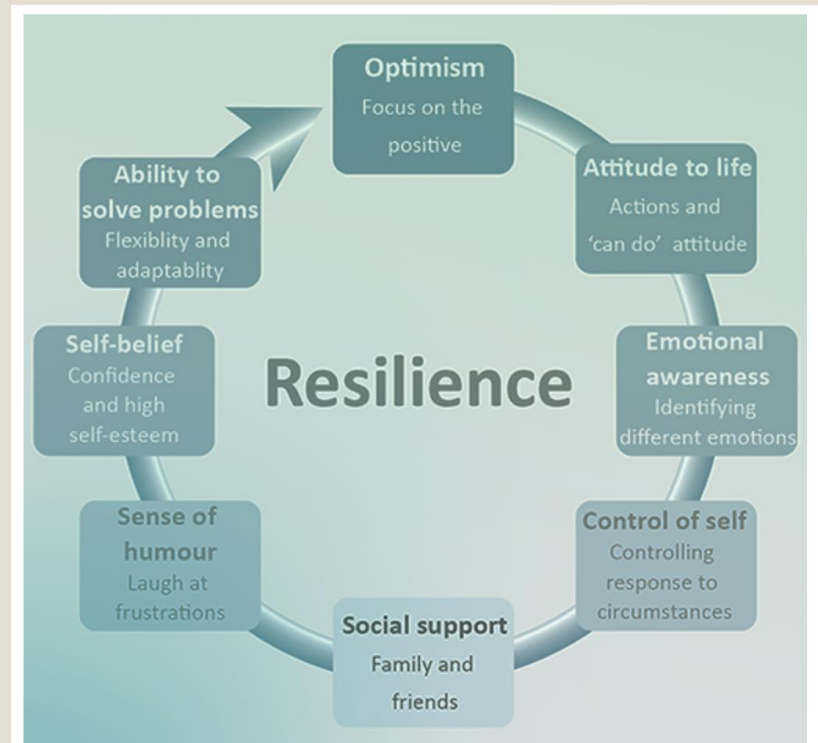 Optimism
Focus on the
positive
Attitude to life
Actions and
‘can do’ attitude
Emotional
awareness
Identifying
different emotions
Control of self
Controlling
response to
circumstances
Social support
Family and
friends
Sense of
humour
Laugh at
frustrations
Self-belief
Confidence
and high
self-esteem
Ability to
solve problems
Flexiblity and
adaptablity
Resilience